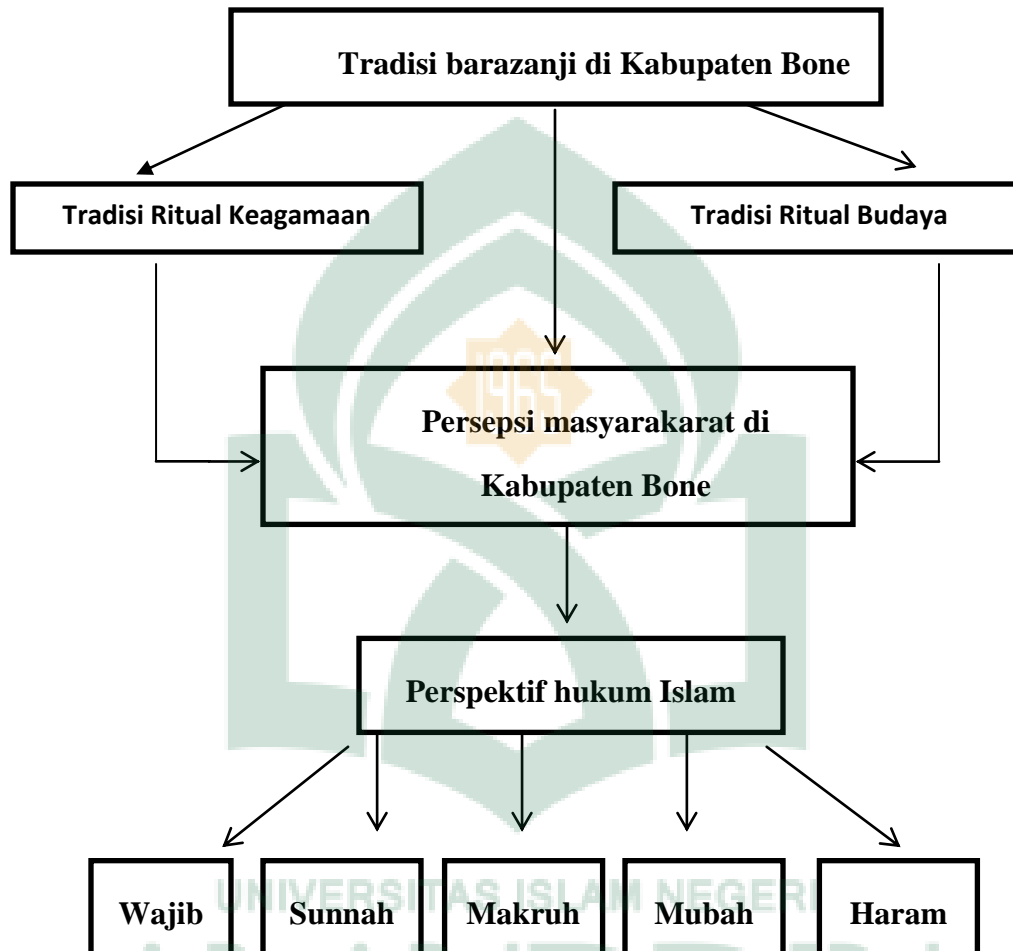 Tradisi barazanji di Kabupaten Bone
Tradisi Ritual Keagamaan
Tradisi Ritual Budaya
1965
Persepsi masyarakarat di
Kabupaten Bone
Perspektif hukum Islam
Wajib
Sunnah
Makruh
Mubah
Haram
UNIVERSITAS ISLAM NEGERI